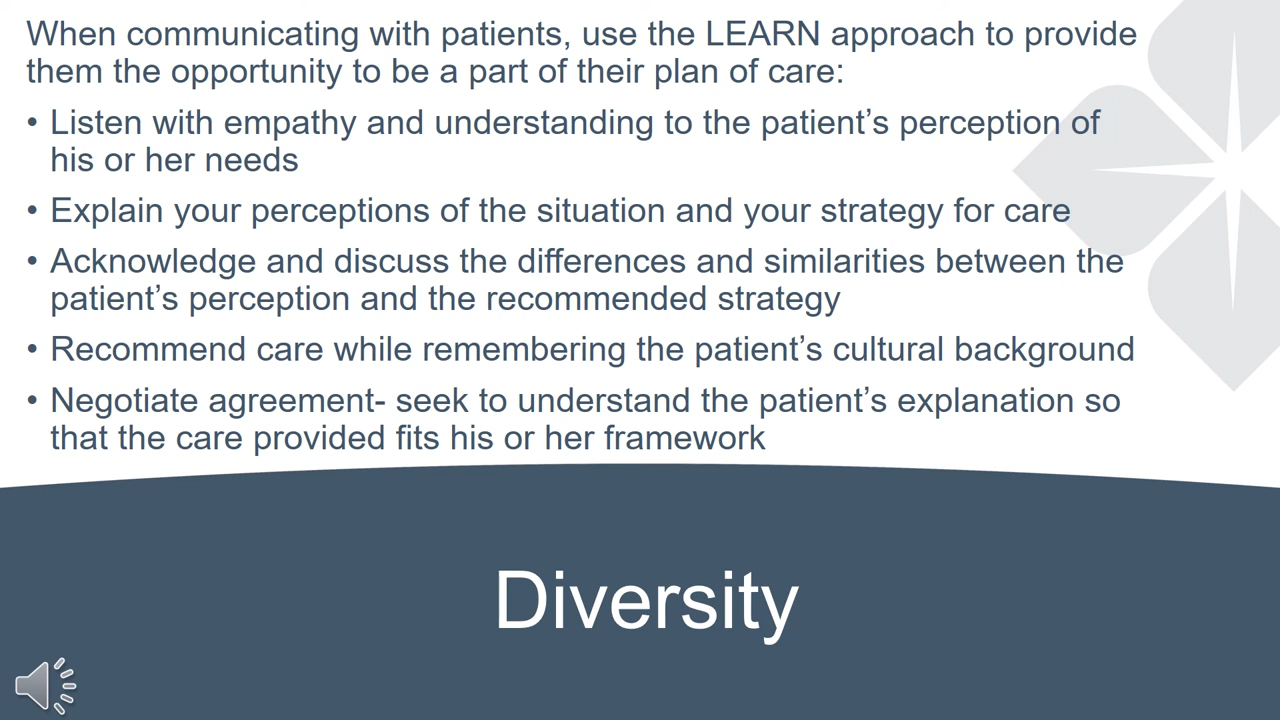 When communicating with patients, use the LEARN approach to provide
them the opportunity to be a part of their plan of care:
• Listen with empathy and understanding to the patient’s perception of
his or her needs
• Explain your perceptions of the situation and your strategy for care
• Acknowledge and discuss the differences and similarities between the
patient’s perception and the recommended strategy
• Recommend care while remembering the patient’s cultural background
• Negotiate agreement- seek to understand the patient’s explanation so
that the care provided fits his or her framework
Diversity